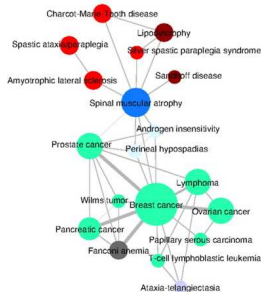 Charcot-Marie-Tooth disease
Lipodystrophy
Spastic ataxia/paraplegia
Silver spastic paraplegia syndrome
Amyotrophic lateral sclerosis
Sandhoff disease
Spinal muscular atrophy
Androgen insensitivity
Prostate cancer
Perineal hypospadias
Lymphoma
Wilms tumor
Breast cancer
Ovarian cancer
Pancreatic cancer
Papillary serous carcinoma
Fanconi anemia
T-cell lymphoblastic leukemia
Ataxia-telangiectasia